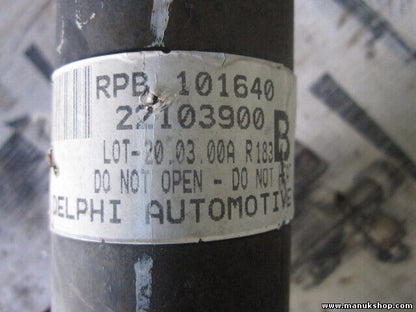 RPB 101640
22103900
B
LOT-20.03.00A R183
DO NOT OPEN - DO NOT
DELPHI AUTOMOTIVE
www.manukshop.com